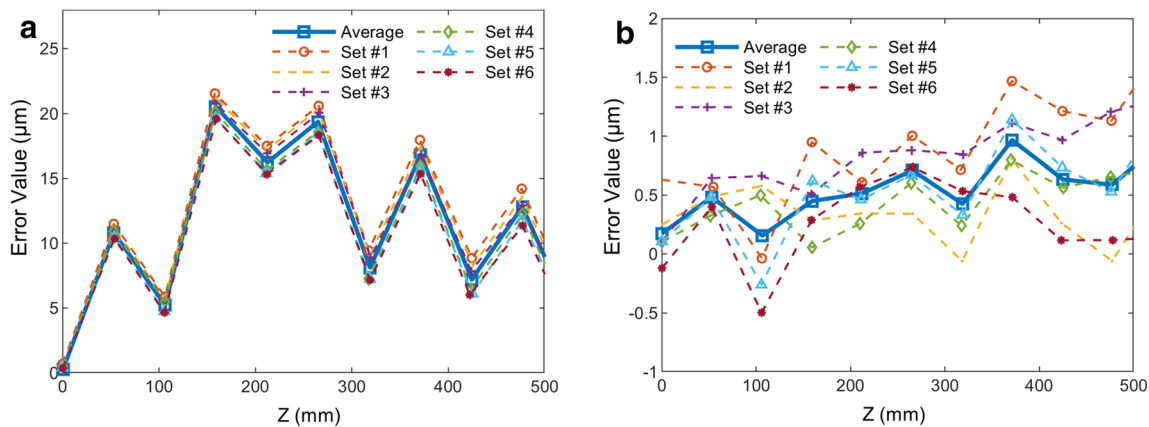 a
Error Value (µm)
25
20
15
10
5
0
0 100 200 300 400 500
Z (mm)
Average
Set #1
Set #2
Set #3
Set #4
Set #5
Set #6
b
Error Value (µm)
2
1.5
1
0.5
0
-0.5
-1
0 100 200 300 400 500
Z (mm)
Average
Set #1
Set #2
Set #3
Set #4
Set #5
Set #6